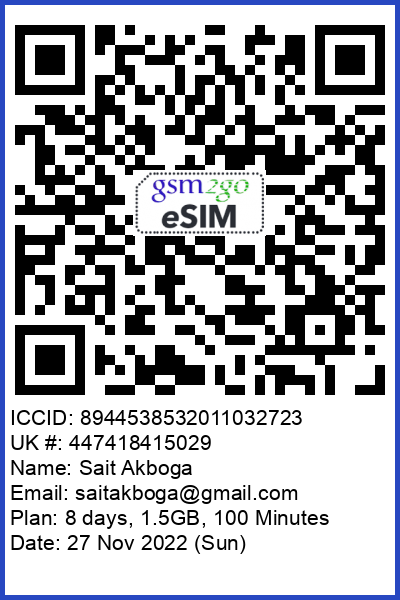 gsm2go
eSIM
ICCID: 8944538532011032723
UK #: 447418415029
Name: Sait Akboga
Email: saitakboga@gmail.com
Plan: 8 days, 1.5GB, 100 Minutes
Date: 27 Nov 2022 (Sun)